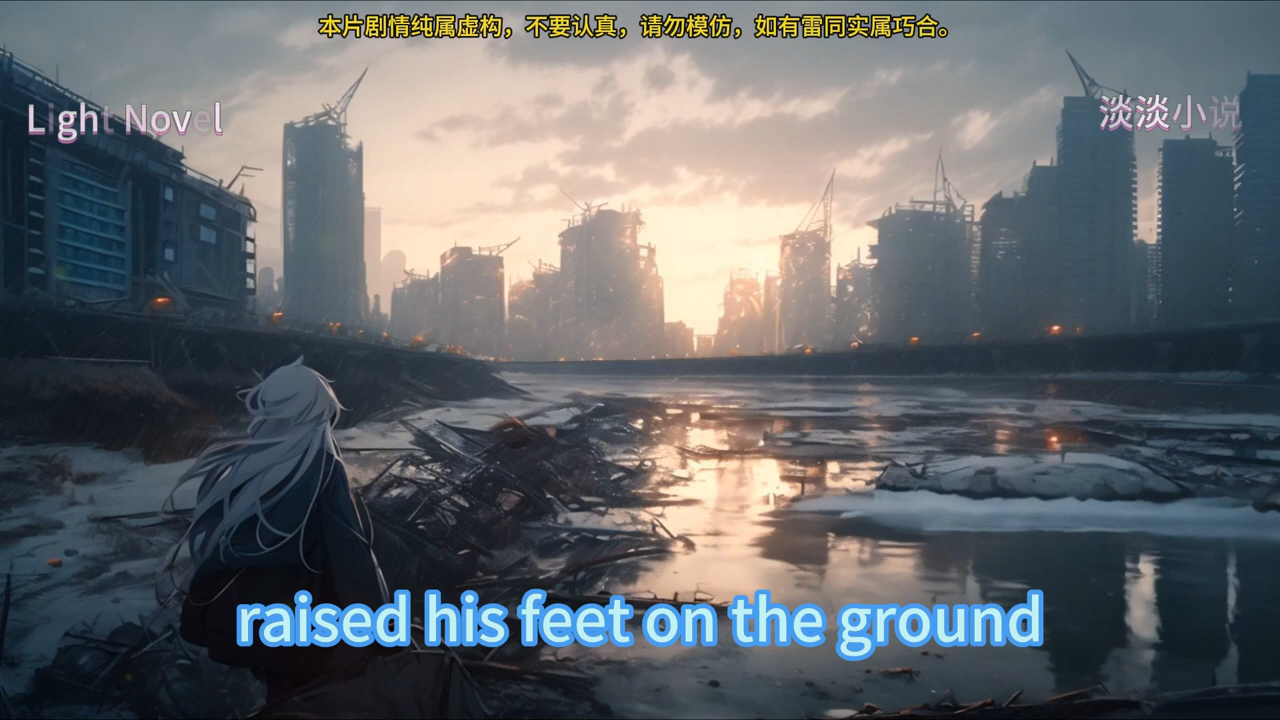 本片剧情纯属虚构，不要认真，请勿模仿，如有雷同实属巧合。
Light Novel
淡淡小说
raised his feet on the ground